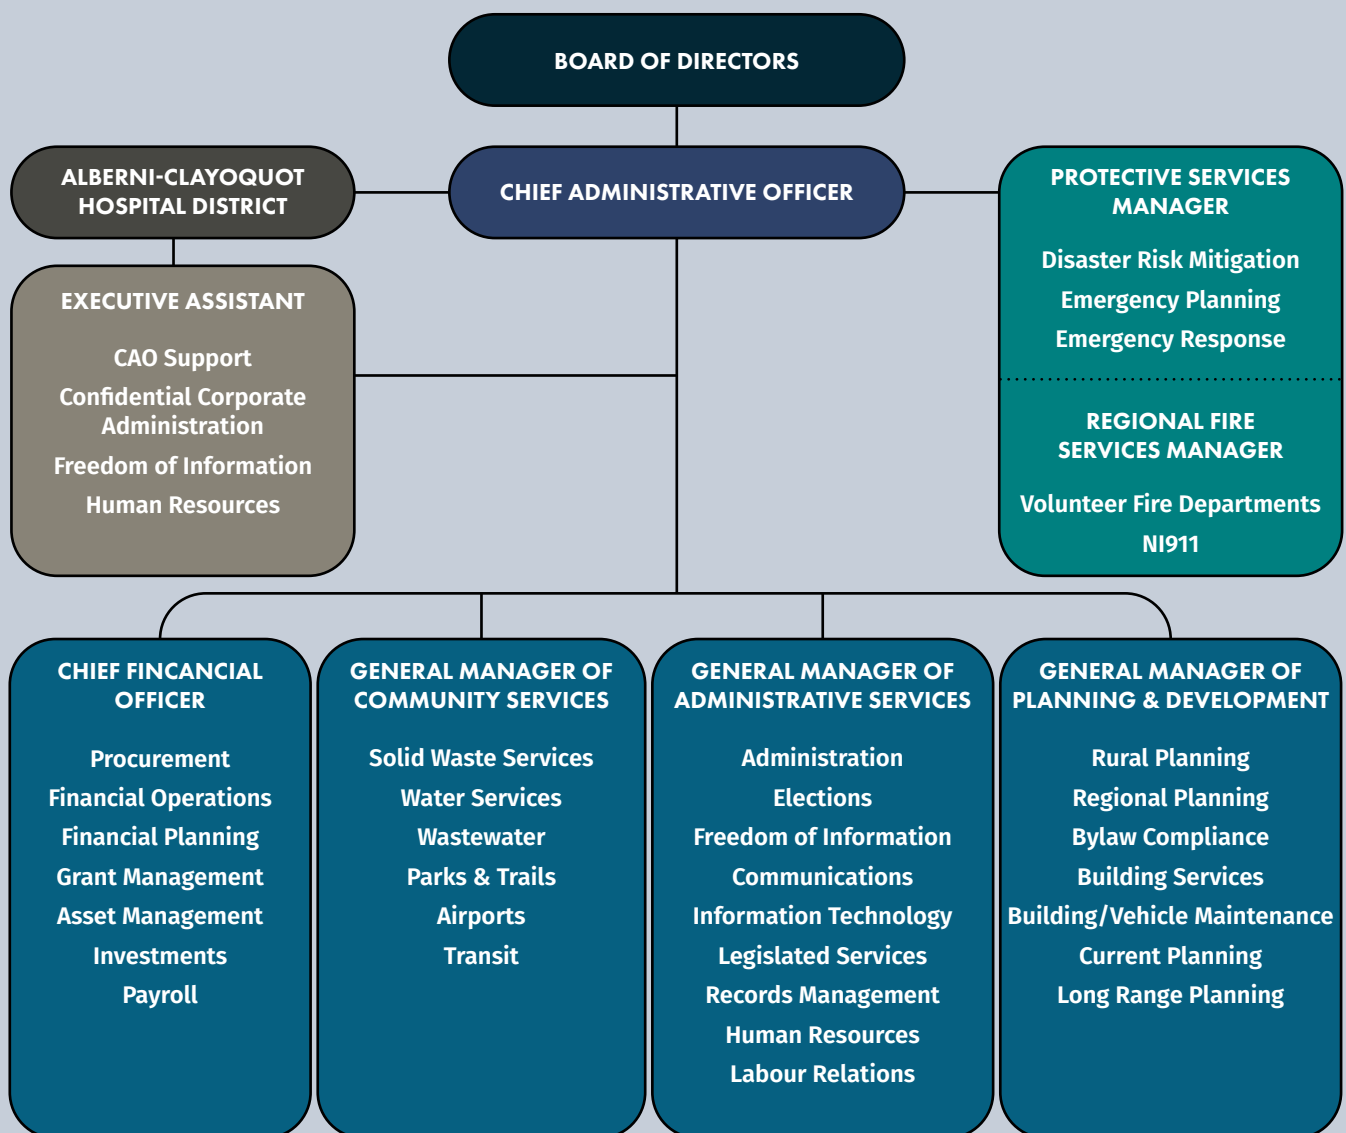 BOARD OF DIRECTORS
ALBERNI-CLAYOQUOT
HOSPITAL DISTRICT
CHIEF ADMINISTRATIVE OFFICER
PROTECTIVE SERVICES
MANAGER
Disaster Risk Mitigation
Emergency Planning
Emergency Response
REGIONAL FIRE
SERVICES MANAGER
Volunteer Fire Departments
NI911
EXECUTIVE ASSISTANT
CAO Support
Confidential Corporate
Administration
Freedom of Information
Human Resources
CHIEF FINCANCIAL
OFFICER
Procurement
Financial Operations
Financial Planning
Grant Management
Asset Management
Investments
Payroll
GENERAL MANAGER OF
COMMUNITY SERVICES
Solid Waste Services
Water Services
Wastewater
Parks & Trails
Airports
Transit
GENERAL MANAGER OF
ADMINISTRATIVE SERVICES
Administration
Elections
Freedom of Information
Communications
Information Technology
Legislated Services
Records Management
Human Resources
Labour Relations
GENERAL MANAGER OF
PLANNING & DEVELOPMENT
Rural Planning
Regional Planning
Bylaw Compliance
Building Services
Building/Vehicle Maintenance
Current Planning
Long Range Planning